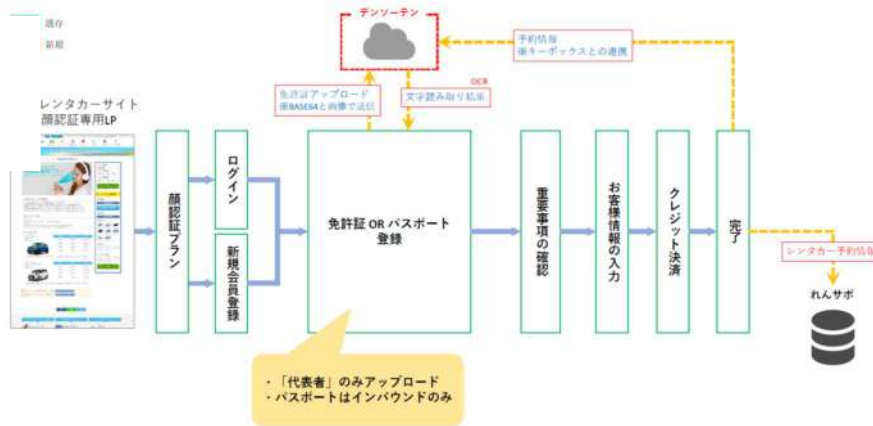 既存
新規
デンソーテン
予約情報
※キーボックスとの連携
OCR
免許証アップロード
※BASE64と画像で送信
文字読み取り結果
レンタカーサイト
顔認証専用LP
顔認証プラン
ログイン
新規会員登録
免許証 OR パスポート
登録
重要事項の確認
お客様情報の入力
クレジット決済
完了
レンタカー予約情報
れんサポ
・「代表者」のみアップロード
・パスポートはインバウンドのみ